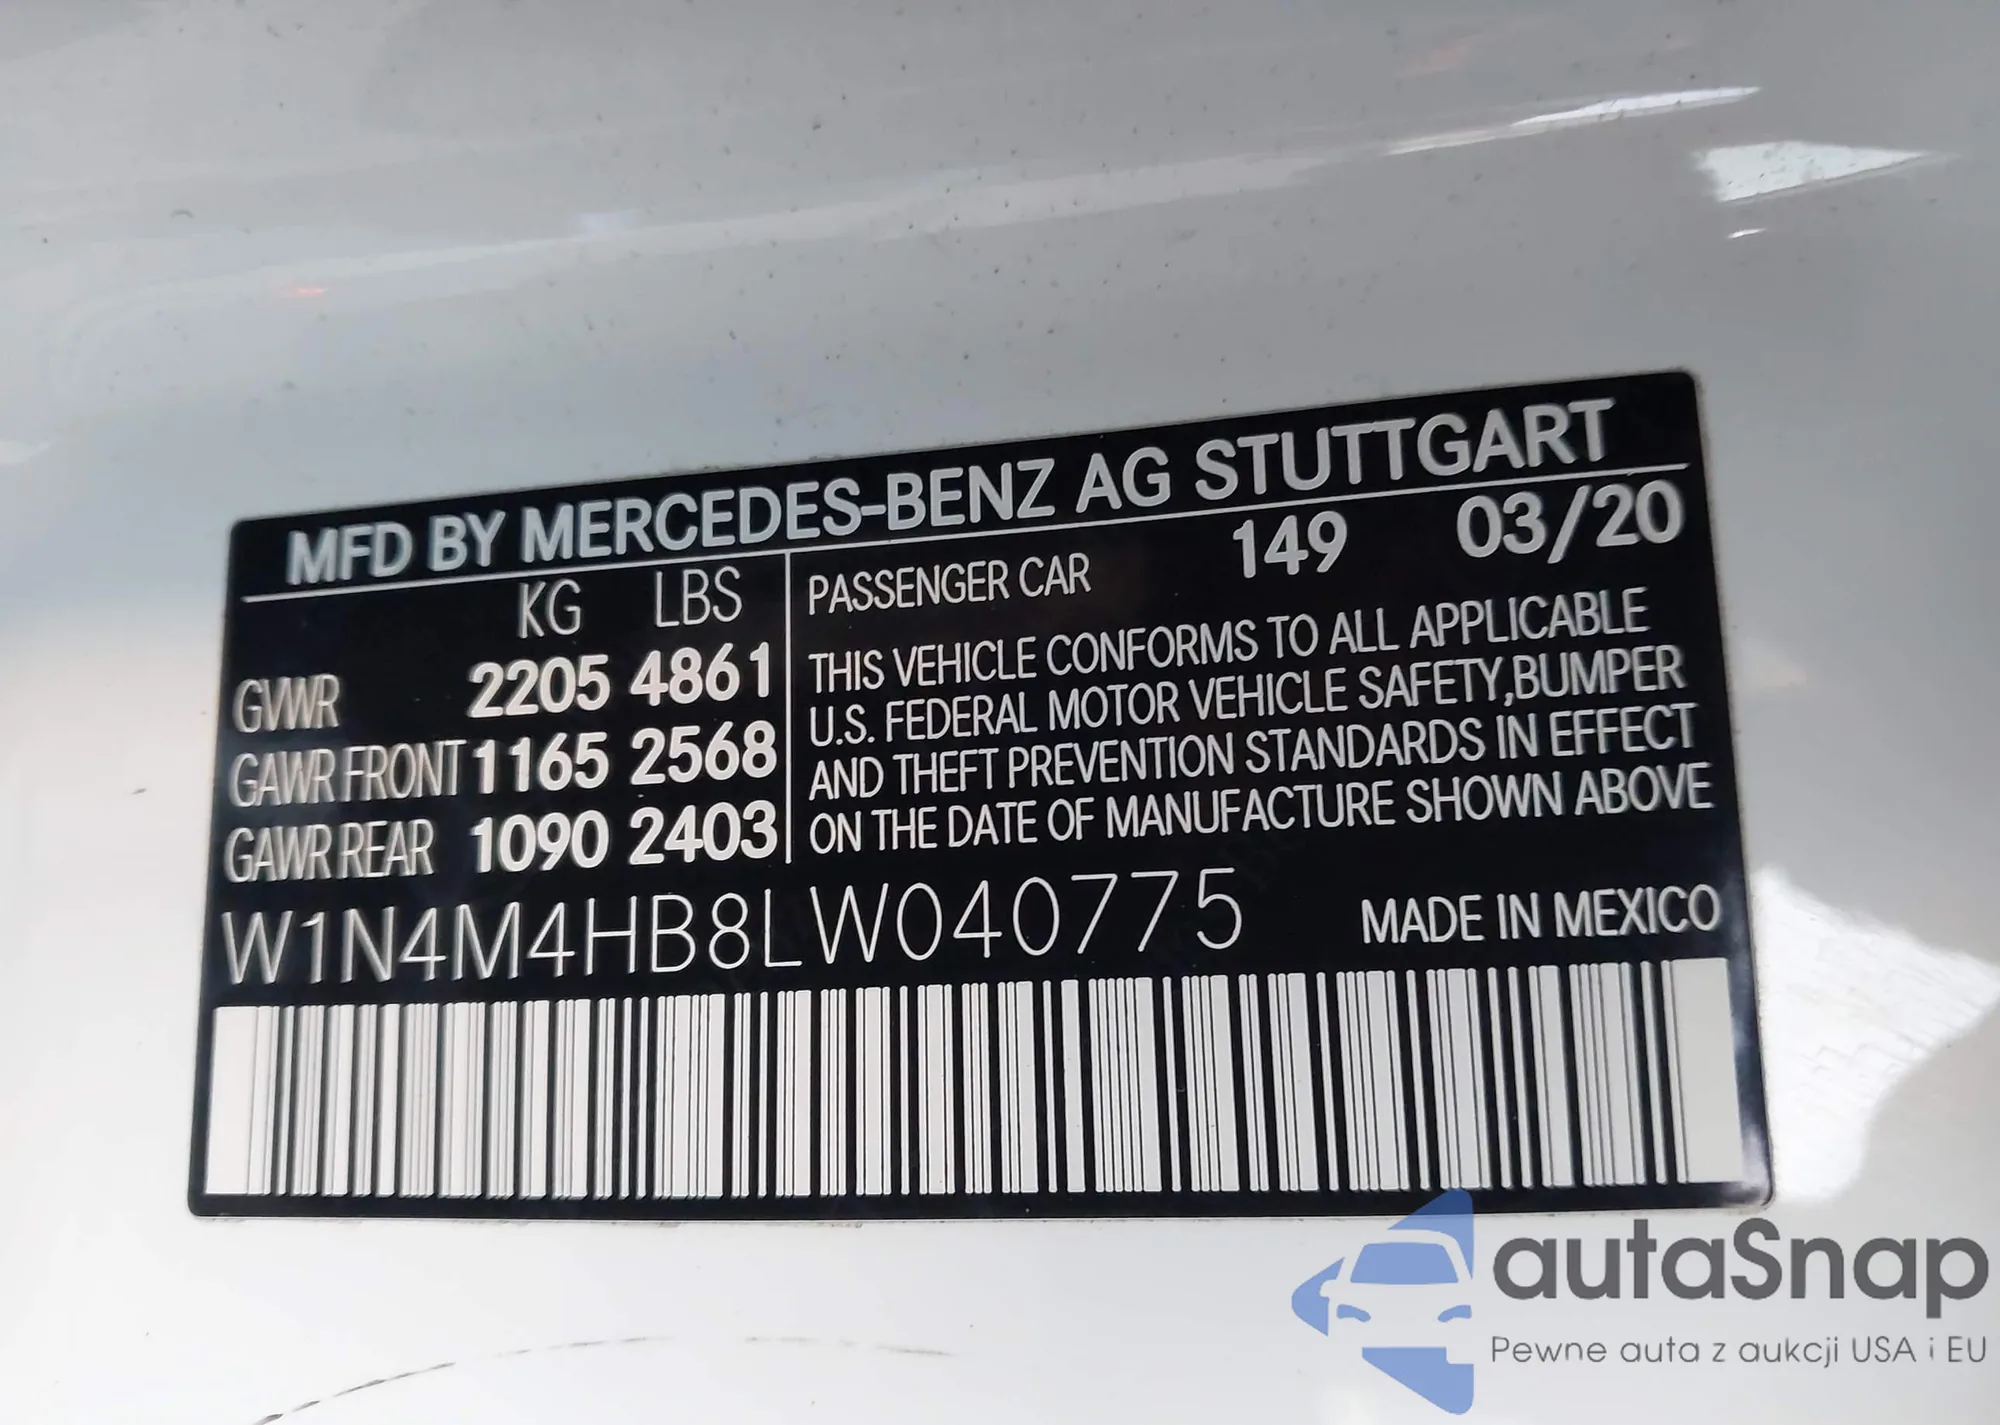 MFD BY MERCEDES-BENZ AG STUTTGART
KG LBS
GVWR 2205 4861
GAWR FRONT 1165 2568
GAWR REAR 1090 2403
PASSENGER CAR 149 03/20
THIS VEHICLE CONFORMS TO ALL APPLICABLE
U.S. FEDERAL MOTOR VEHICLE SAFETY,BUMPER
AND THEFT PREVENTION STANDARDS IN EFFECT
ON THE DATE OF MANUFACTURE SHOWN ABOVE
W1N4M4HB8LW040775 MADE IN MEXICO
autaSnap
Pewne auta z aukcji USA i EU